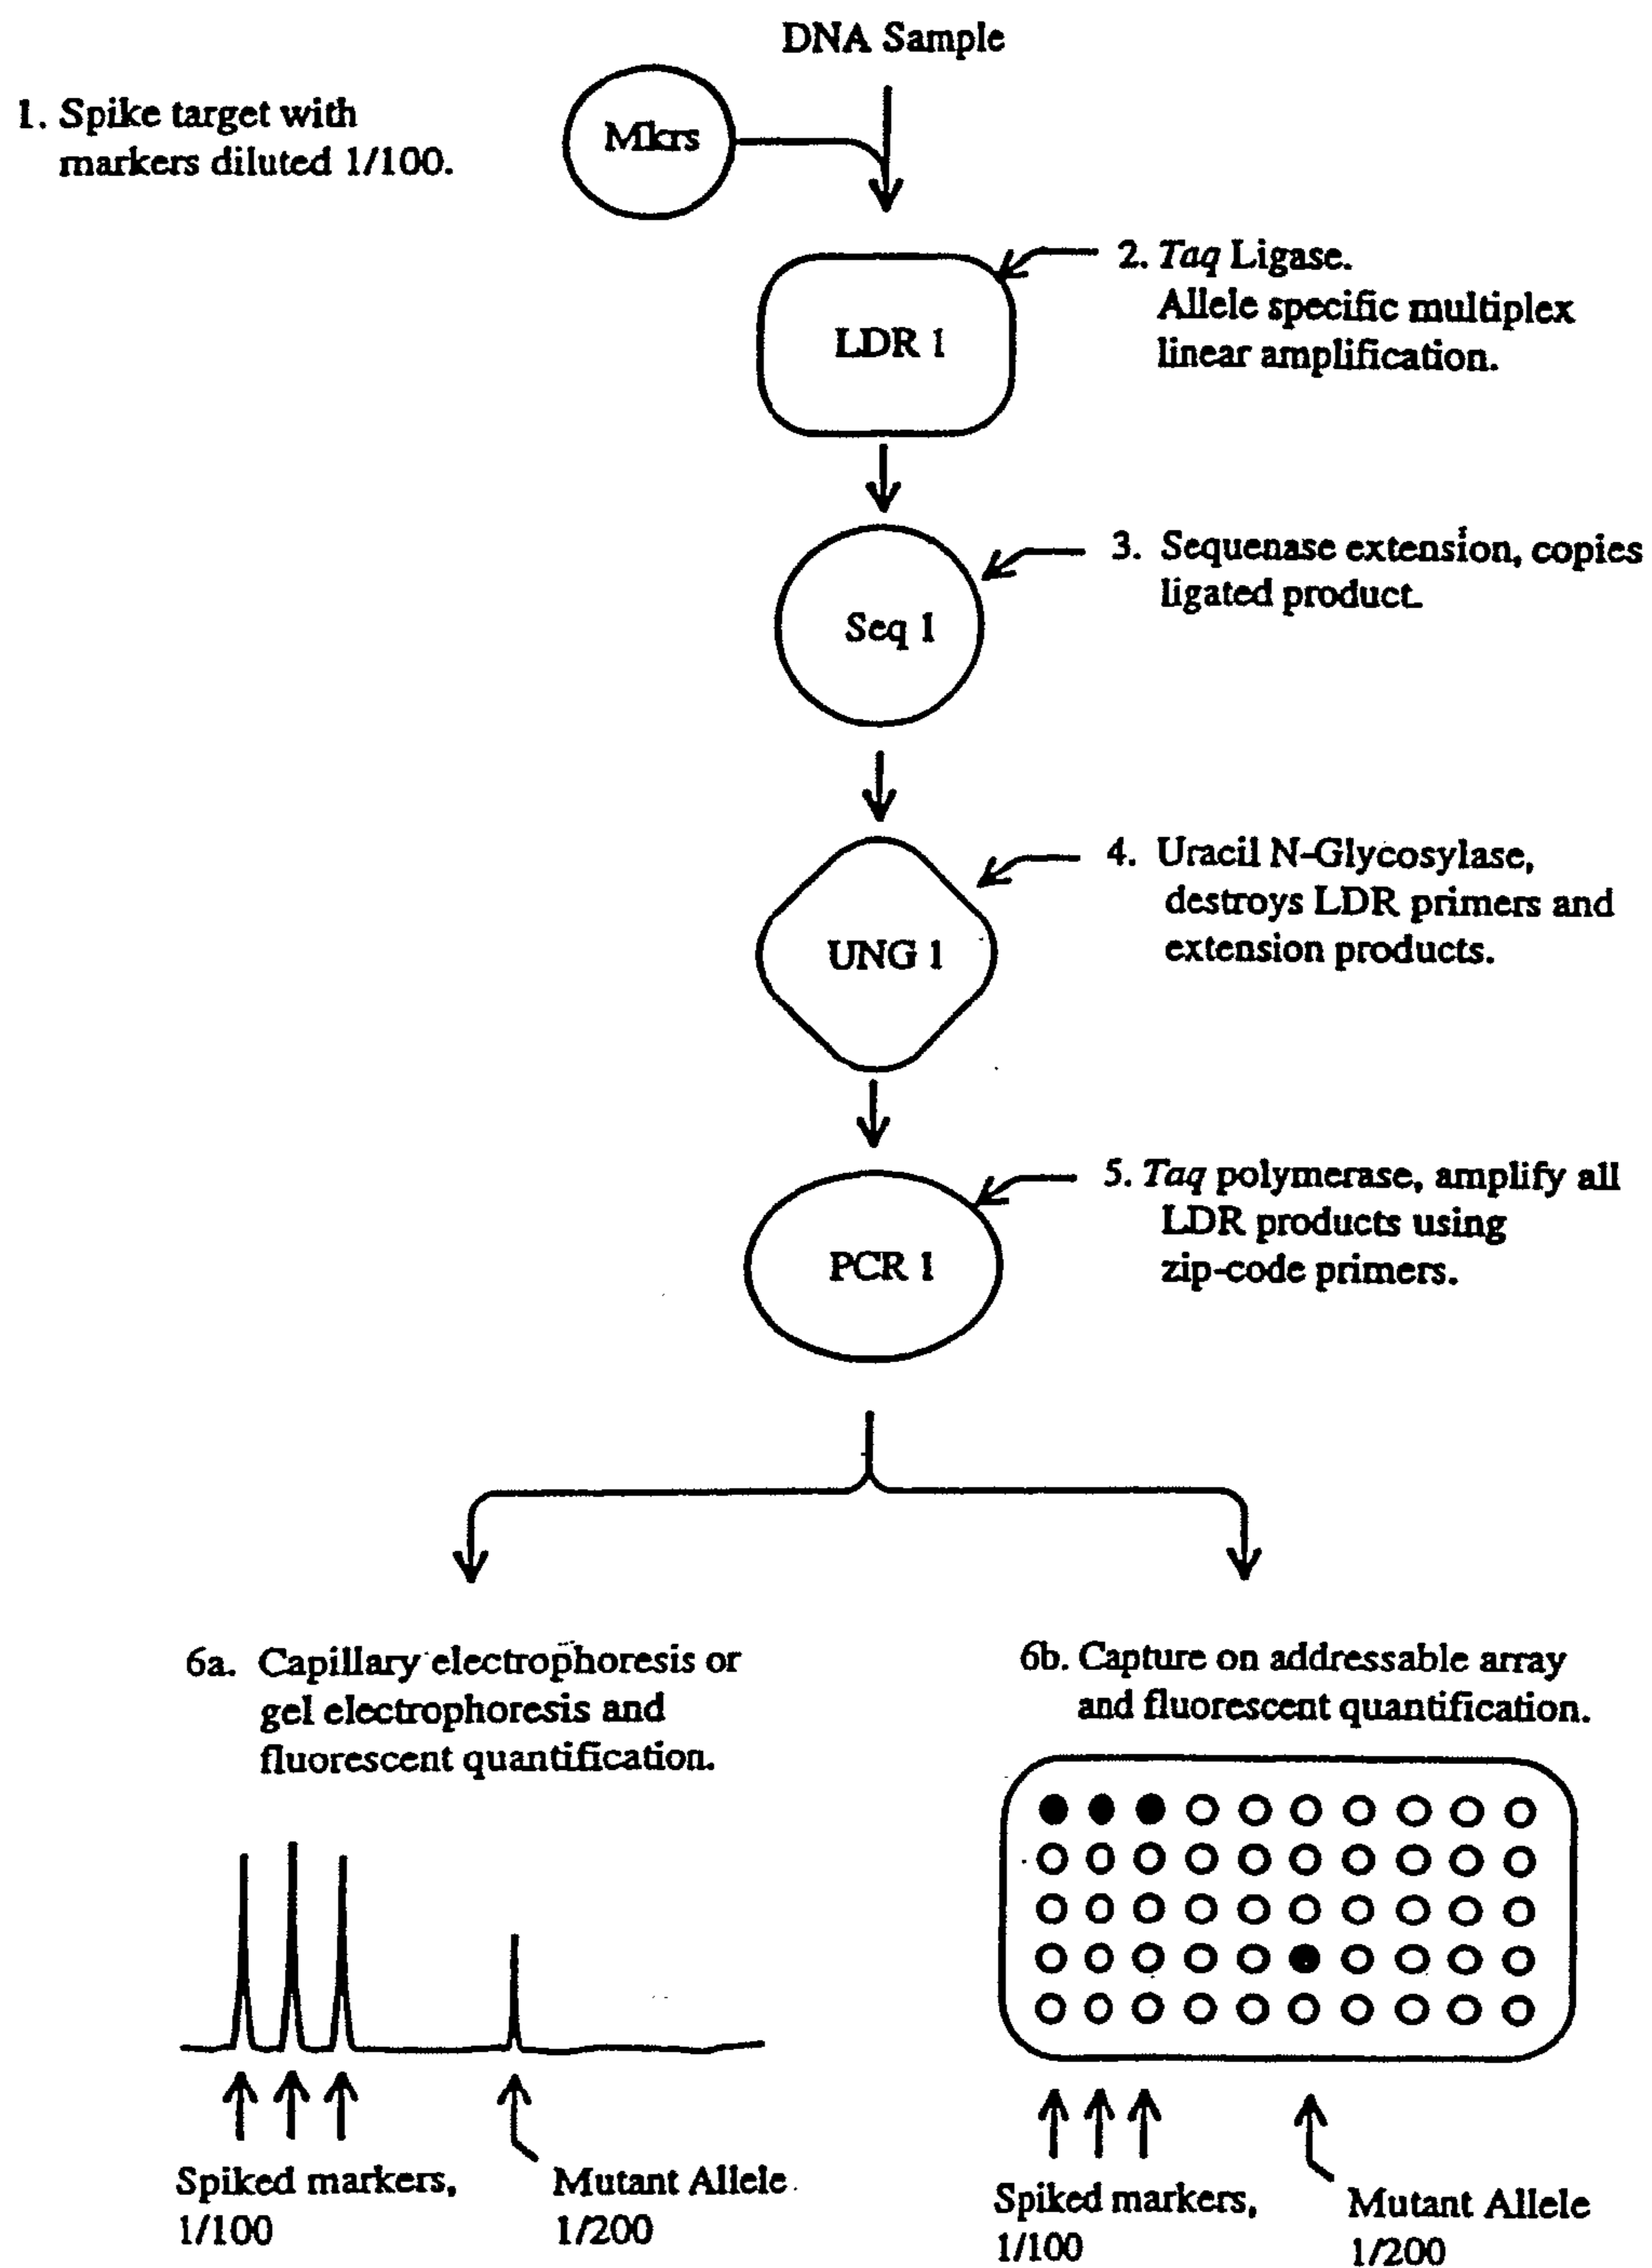 DNA Sample
1. Spike target with
markers diluted 1/100.
Mkrs
2. Taq Ligase.
Allele specific multiplex
linear amplification.
LDR 1
3. Sequenase extension, copies
ligated product.
Seq 1
4. Uracil N-Glycosylase,
destroys LDR primers and
extension products.
UNG 1
5. Taq polymerase, amplify all
LDR products using
zip-code primers.
PCR 1
6a. Capillary electrophoresis or
gel electrophoresis and
fluorescent quantification.
6b. Capture on addressable array
and fluorescent quantification.
Spiked markers,
1/100
Mutant Allele
1/200
Spiked markers,
1/100
Mutant Allele
1/200